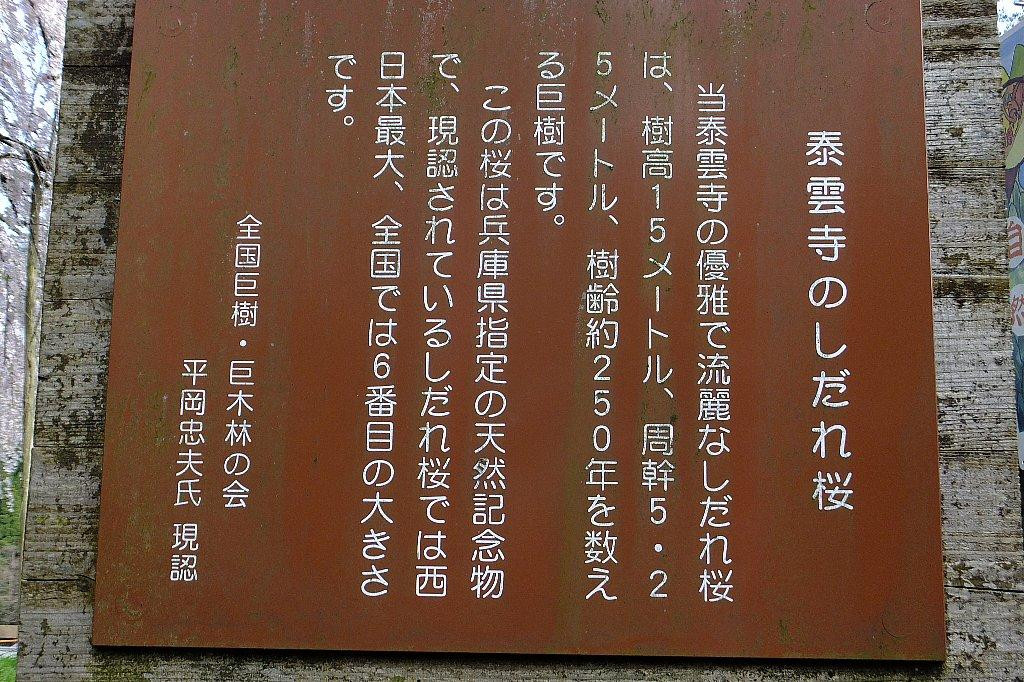 泰雲寺のしだれ桜
当泰雲寺の優雅で流麗なしだれ桜
は、樹高15メートル、周幹5・2
5メートル、樹齢約250年を数え
る巨樹です。
この桜は兵庫県指定の天然記念物
で、現認されているしだれ桜では西
日本最大、全国では6番目の大きさ
です。
全国巨樹・巨木林の会
平岡忠夫氏 現認
自然